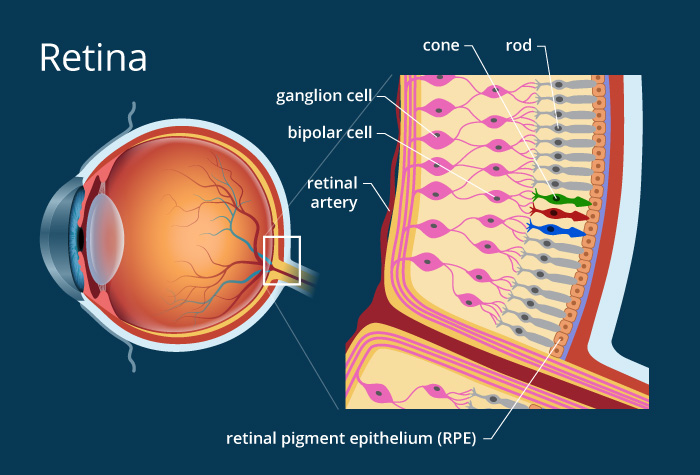 Retina
cone
rod
ganglion cell
bipolar cell
retinal
artery
retinal pigment epithelium (RPE)